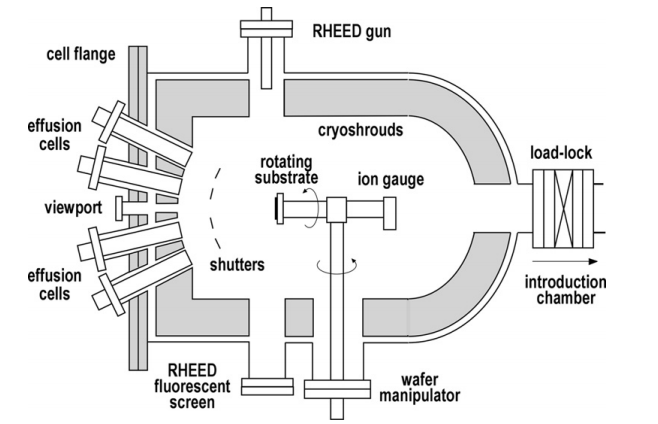 RHEED gun
cell flange
effusion
cells
cryoshrouds
load-lock
rotating
substrate
ion gauge
viewport
shutters
effusion
cells
introduction
chamber
RHEED
fluorescent
screen
wafer
manipulator